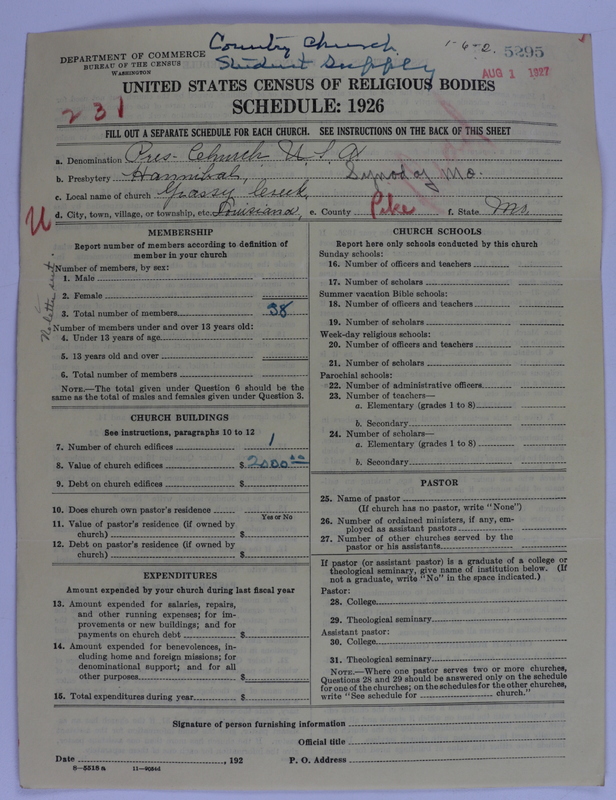 Country Church
Student Supply
1-6-2. 5295
AUG 1 1927
DEPARTMENT OF COMMERCE
BUREAU OF THE CENSUS
WASHINGTON
UNITED STATES CENSUS OF RELIGIOUS BODIES
SCHEDULE: 1926
231
FILL OUT A SEPARATE SCHEDULE FOR EACH CHURCH. SEE INSTRUCTIONS ON THE BACK OF THIS SHEET
a. Denomination Pres- Church U S A
b. Presbytery Hannibal, Synod of Mo.
c. Local name of church Grassy Creek
d. City, town, village, or township, etc. Louisiana, e. County Pike f. State Mo.
U
No letter sent.
MEMBERSHIP
Report number of members according to definition of
member in your church
Number of members, by sex:
1. Male
2. Female
3. Total number of members 38
Number of members under and over 13 years old:
4. Under 13 years of age
5. 13 years old and over
6. Total number of members
NOTE.—The total given under Question 6 should be the
same as the total of males and females given under Question 3.
CHURCH BUILDINGS
See instructions, paragraphs 10 to 12
7. Number of church edifices 1
8. Value of church edifices $ 2000.00
9. Debt on church edifices $
10. Does church own pastor's residence
Yes or No
11. Value of pastor's residence (if owned by
church) $
12. Debt on pastor's residence (if owned by
church) $
EXPENDITURES
Amount expended by your church during last fiscal year
13. Amount expended for salaries, repairs,
and other running expenses; for im-
provements or new buildings; and for
payments on church debt $
14. Amount expended for benevolences, in-
cluding home and foreign missions; for
denominational support; and for all
other purposes $
15. Total expenditures during year $
CHURCH SCHOOLS
Report here only schools conducted by this church
Sunday schools:
16. Number of officers and teachers
17. Number of scholars
Summer vacation Bible schools:
18. Number of officers and teachers
19. Number of scholars
Week-day religious schools:
20. Number of officers and teachers
21. Number of scholars
Parochial schools:
22. Number of administrative officers
23. Number of teachers—
a. Elementary (grades 1 to 8)
b. Secondary
24. Number of scholars—
a. Elementary (grades 1 to 8)
b. Secondary
PASTOR
25. Name of pastor
(If church has no pastor, write "None")
26. Number of ordained ministers, if any, em-
ployed as assistant pastors
27. Number of other churches served by the
pastor or his assistants
If pastor (or assistant pastor) is a graduate of a college or
theological seminary, give name of institution below. (If
not a graduate, write "No" in the space indicated.)
Pastor:
28. College
29. Theological seminary
Assistant pastor:
30. College
31. Theological seminary
NOTE.—Where one pastor serves two or more churches,
Questions 28 and 29 should be answered only on the schedule
for one of the churches; on the schedules for the other churches,
write "See schedule for church."
Signature of person furnishing information
Official title
Date , 192 P. O. Address
8—5518 a 11—9056d